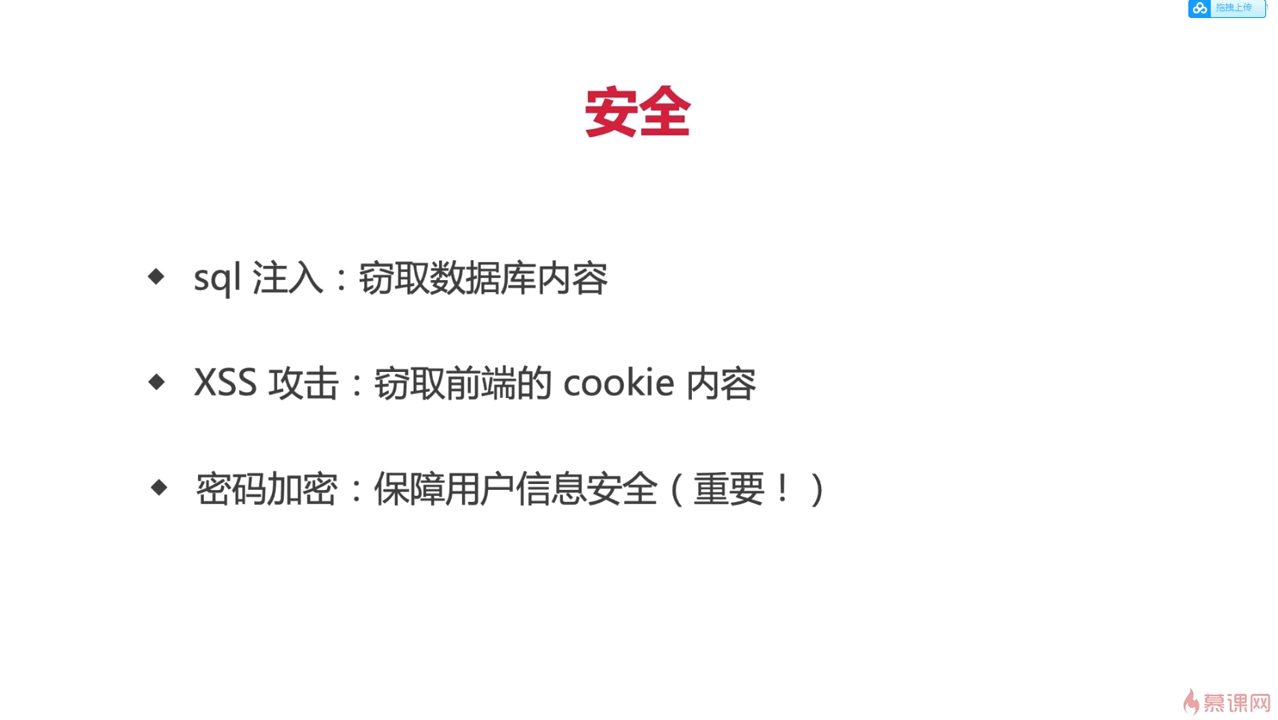 拖拽上传
安全
◆ sql 注入：窃取数据库内容
◆ XSS 攻击：窃取前端的 cookie 内容
◆ 密码加密：保障用户信息安全（重要！）
慕课网